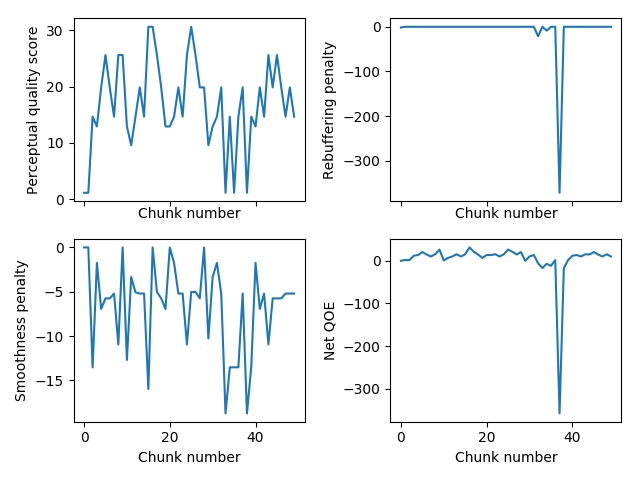 Perceptual quality score
30
20
10
0
Chunk number
Rebuffering penalty
0
−100
−200
−300
Chunk number
Smoothness penalty
0
−5
−10
−15
0 20 40
Chunk number
Net QOE
0
−100
−200
−300
0 20 40
Chunk number